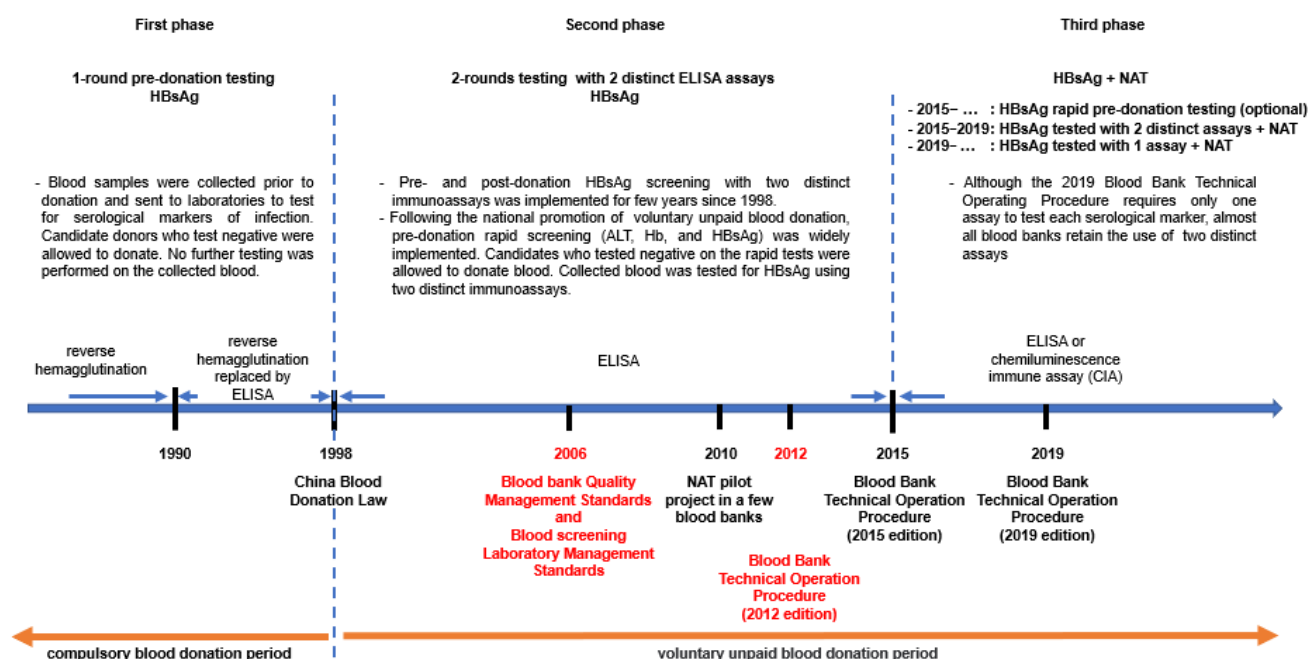 First phase
Second phase
Third phase
1-round pre-donation testing
HBsAg
2-rounds testing with 2 distinct ELISA assays
HBsAg
HBsAg + NAT
- 2015– … : HBsAg rapid pre-donation testing (optional)
- 2015–2019: HBsAg tested with 2 distinct assays + NAT
- 2019– … : HBsAg tested with 1 assay + NAT
- Blood samples were collected prior to
donation and sent to laboratories to test
for serological markers of infection.
Candidate donors who test negative were
allowed to donate. No further testing was
performed on the collected blood.
- Pre- and post-donation HBsAg screening with two distinct
immunoassays was implemented for few years since 1998.
- Following the national promotion of voluntary unpaid blood donation,
pre-donation rapid screening (ALT, Hb, and HBsAg) was widely
implemented. Candidates who tested negative on the rapid tests were
allowed to donate blood. Collected blood was tested for HBsAg using
two distinct immunoassays.
- Although the 2019 Blood Bank Technical
Operating Procedure requires only one
assay to test each serological marker, almost
all blood banks retain the use of two distinct
assays
reverse
hemagglutination
reverse
hemagglutination
replaced by
ELISA
ELISA
ELISA or
chemiluminescence
immune assay (CIA)
1990
1998
2006
2010
2012
2015
2019
China Blood
Donation Law
Blood bank Quality
Management Standards
and
Blood screening
Laboratory Management
Standards
NAT pilot
project in a few
blood banks
Blood Bank
Technical Operation
Procedure
(2012 edition)
Blood Bank
Technical Operation
Procedure
(2015 edition)
Blood Bank
Technical Operation
Procedure
(2019 edition)
compulsory blood donation period
voluntary unpaid blood donation period